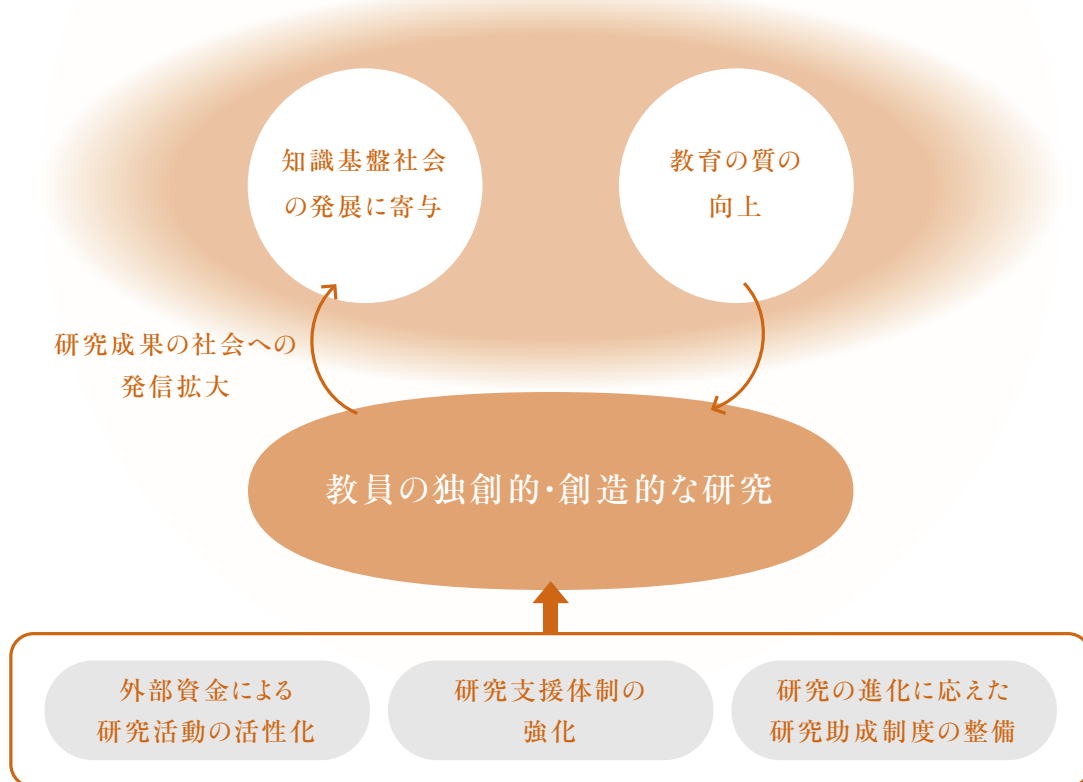 知識基盤社会
の発展に寄与
教育の質の
向上
研究成果の社会への
発信拡大
教員の独創的・創造的な研究
外部資金による
研究活動の活性化
研究支援体制の
強化
研究の進化に応えた
研究助成制度の整備